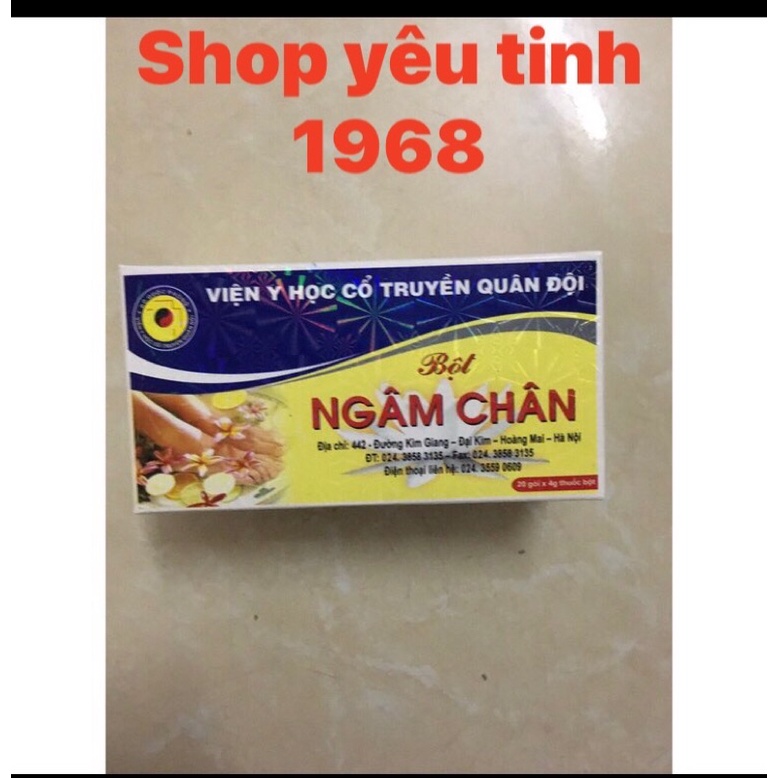 Shop yêu tinh
1968
VIỆN Y HỌC CỔ TRUYỀN QUÂN ĐỘI
Bột
NGÂM CHÂN
Địa chỉ: 442 - Đường Kim Giang – Đại Kim – Hoàng Mai – Hà Nội
ĐT: 024. 3858 3135 – Fax: 024. 3858 3135
Điện thoại liên hệ: 024. 3559 0609
20 gói x 4g thuốc bột